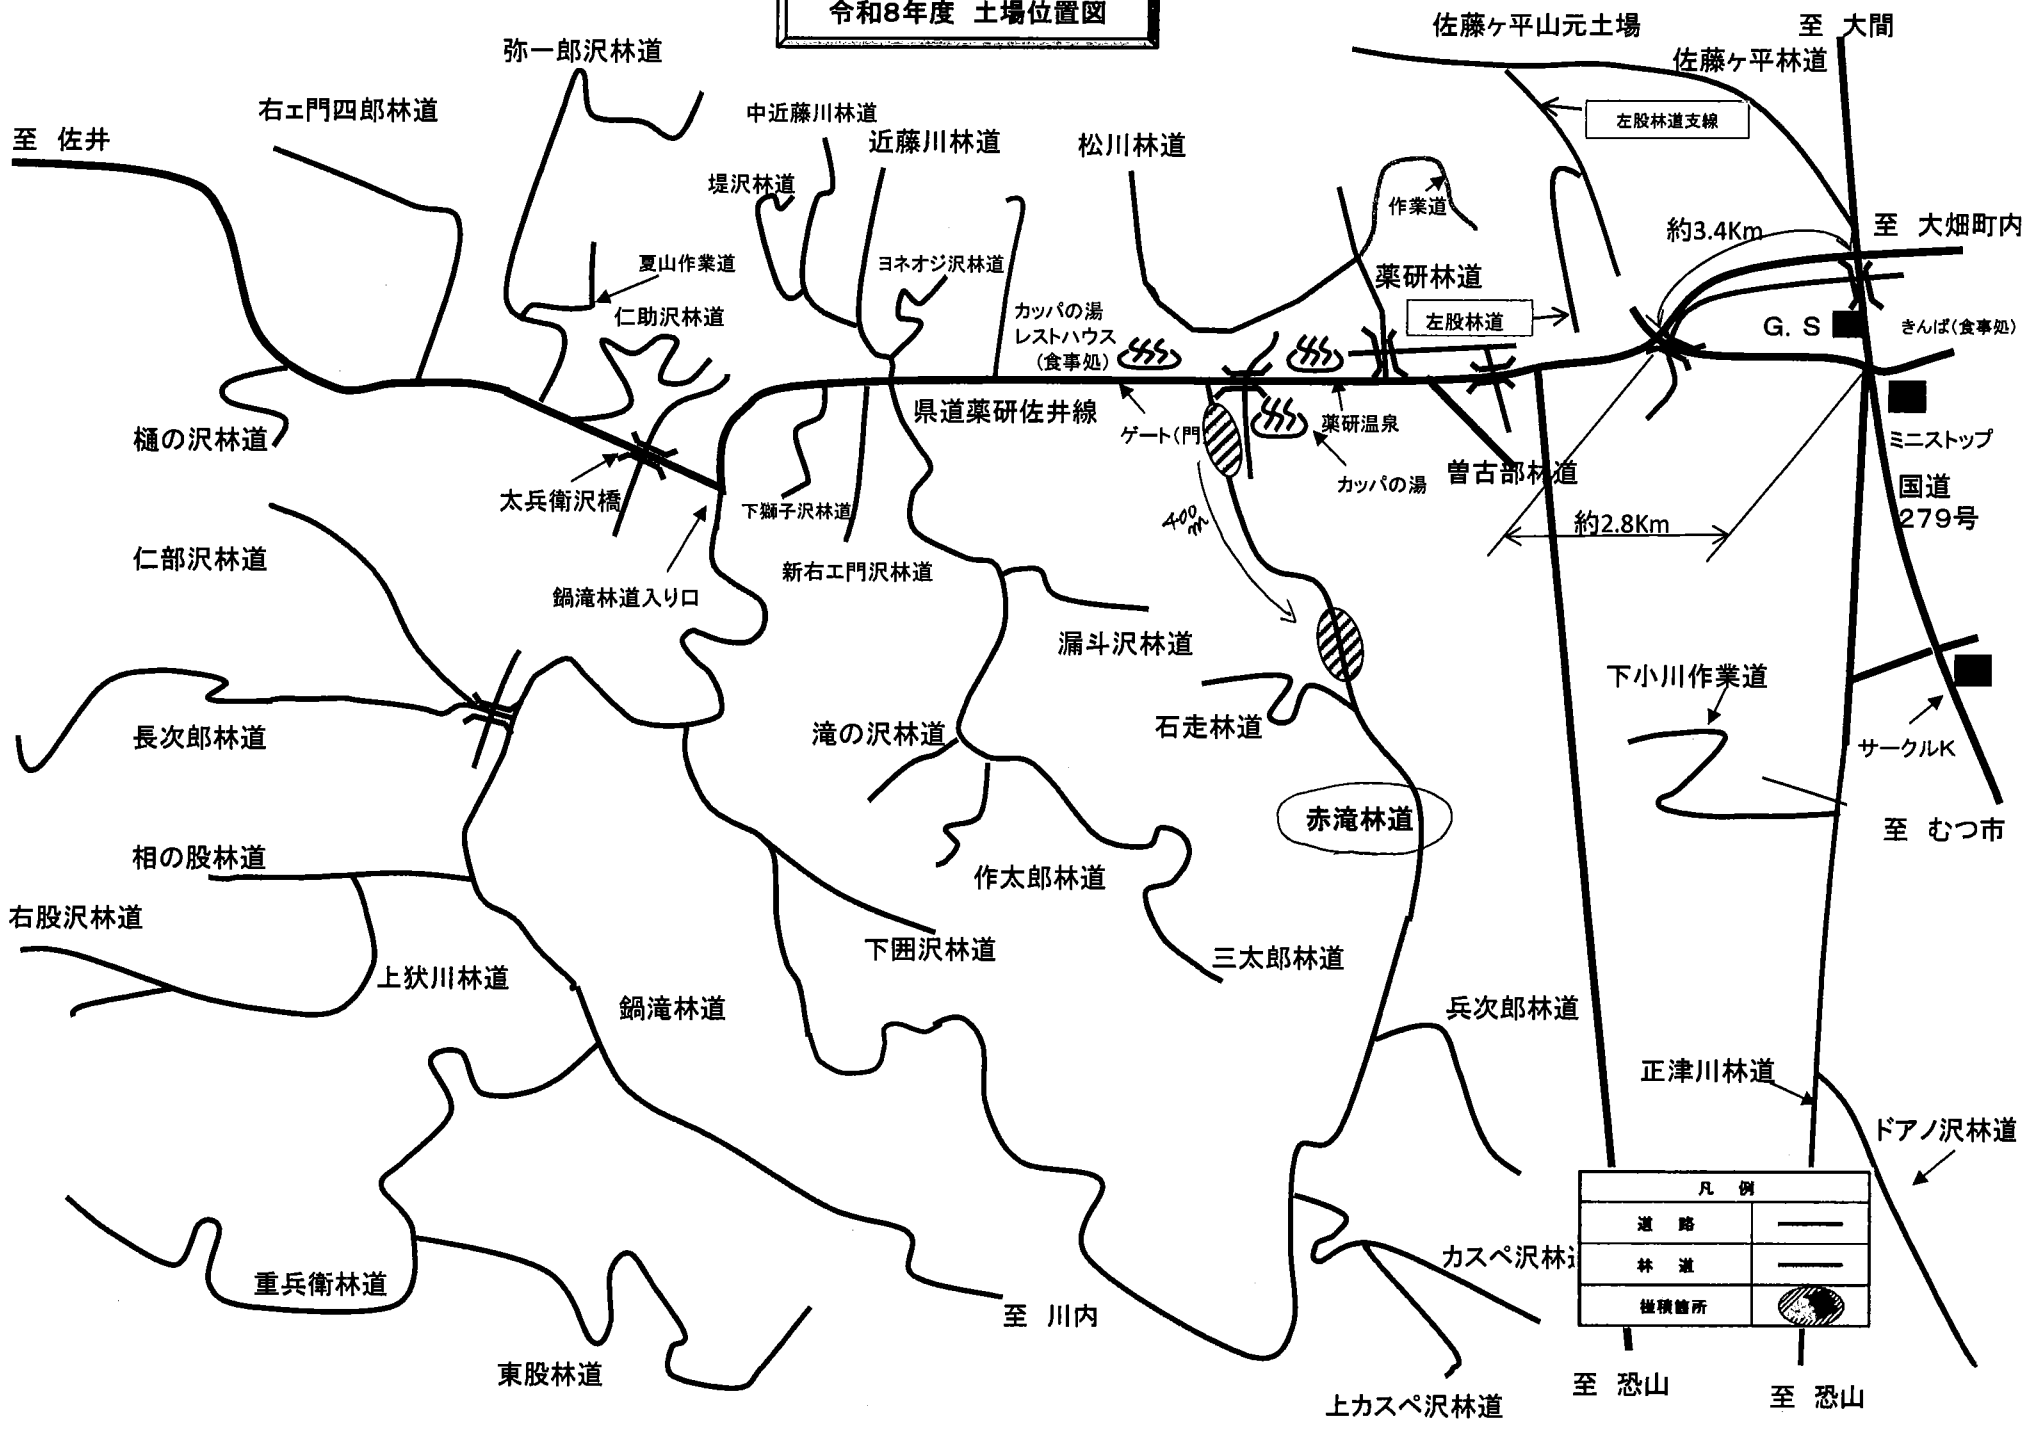 令和8年度 土場位置図
佐藤ヶ平山元土場
至 大間
弥一郎沢林道
佐藤ヶ平林道
右ェ門四郎林道
中近藤川林道
左股林道支線
至 佐井
近藤川林道
松川林道
堤沢林道
作業道
約3.4Km
至 大畑町内
夏山作業道
ヨネオジ沢林道
薬研林道
仁助沢林道
カッパの湯
レストハウス
(食事処)
左股林道
G.S
きんぱ(食事処)
県道薬研佐井線
ゲート(門
薬研温泉
樋の沢林道
ミニストップ
曽古部林道
カッパの湯
太兵衛沢橋
下獅子沢林道
400m
約2.8Km
国道
279号
仁部沢林道
新右エ門沢林道
鍋滝林道入り口
漏斗沢林道
下小川作業道
長次郎林道
滝の沢林道
石走林道
サークルK
赤滝林道
至 むつ市
相の股林道
作太郎林道
右股沢林道
下囲沢林道
三太郎林道
上狄川林道
鍋滝林道
兵次郎林道
正津川林道
ドアノ沢林道
凡 例
道 路
林 道
椪積箇所
カスペ沢林道
重兵衛林道
至 川内
東股林道
至 恐山
至 恐山
上カスペ沢林道